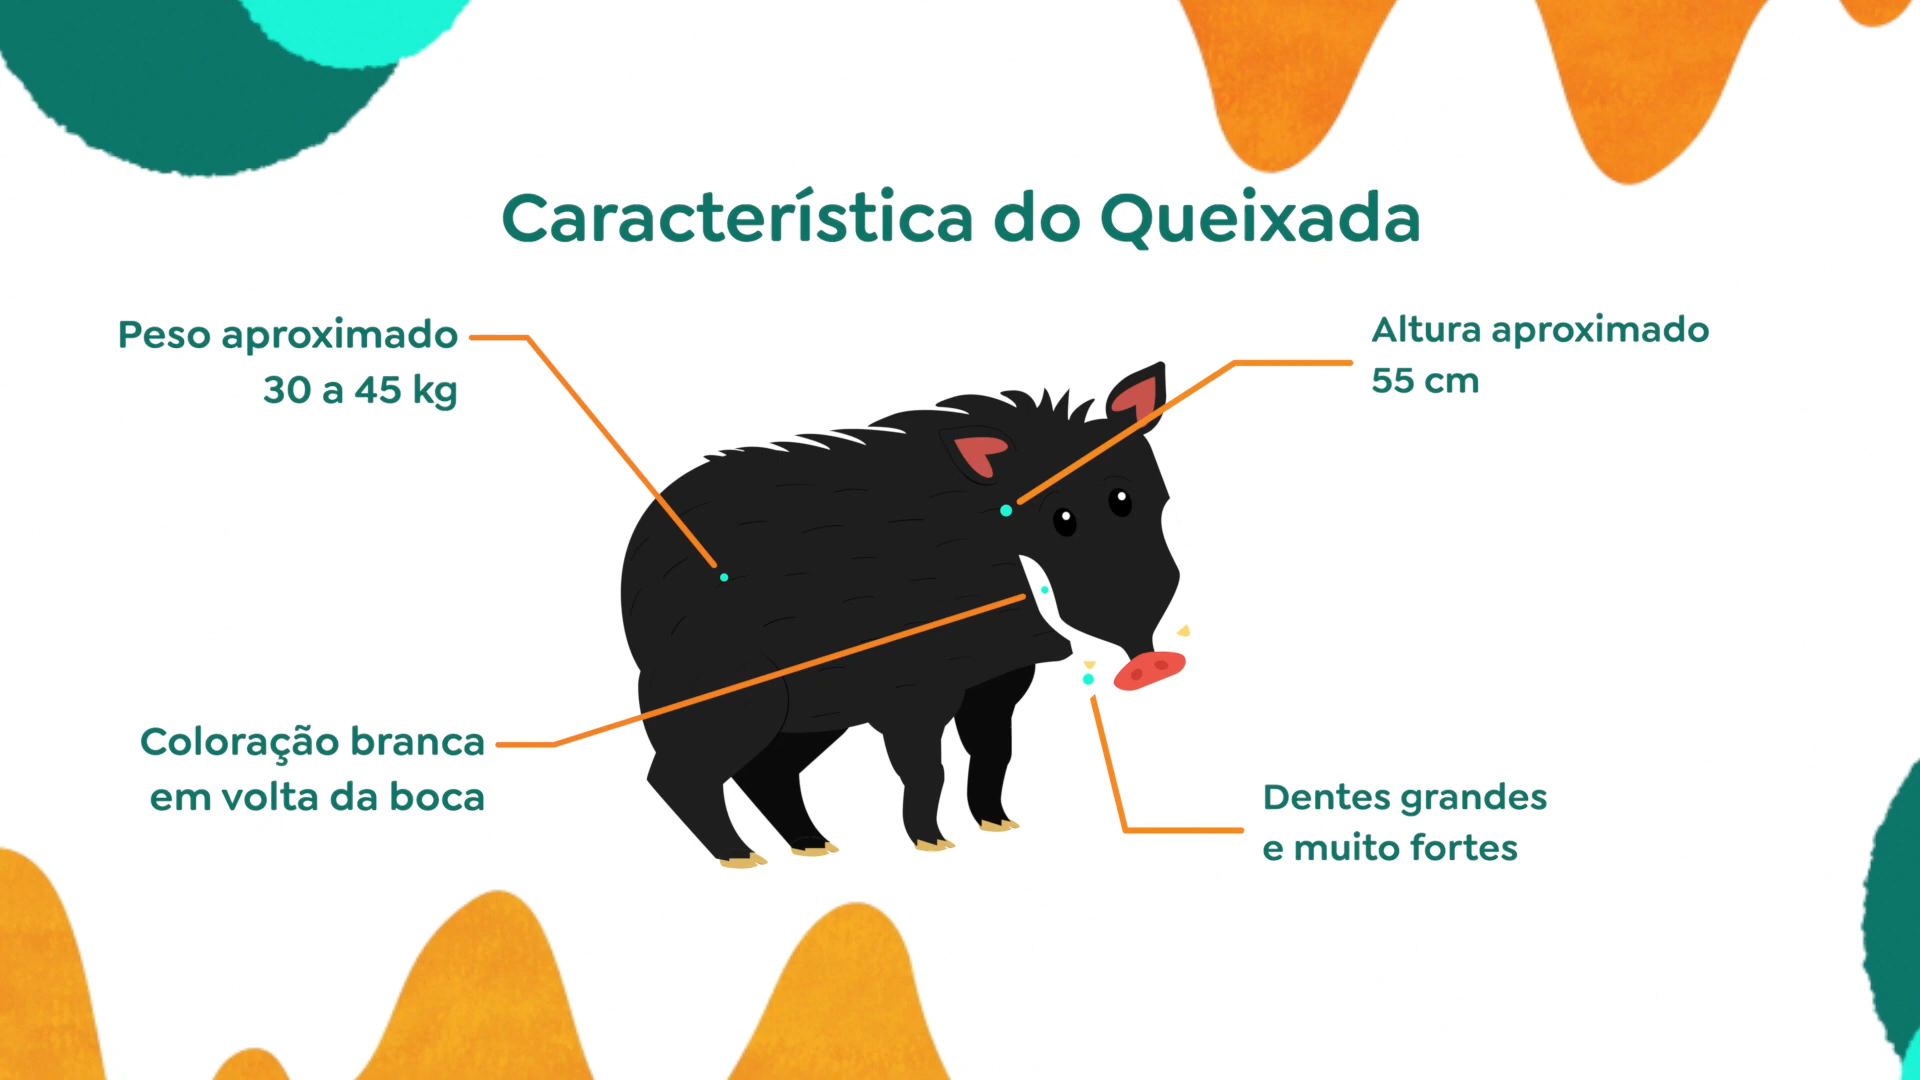 Característica do Queixada
Peso aproximado
30 a 45 kg
Altura aproximado
55 cm
Coloração branca
em volta da boca
Dentes grandes
e muito fortes